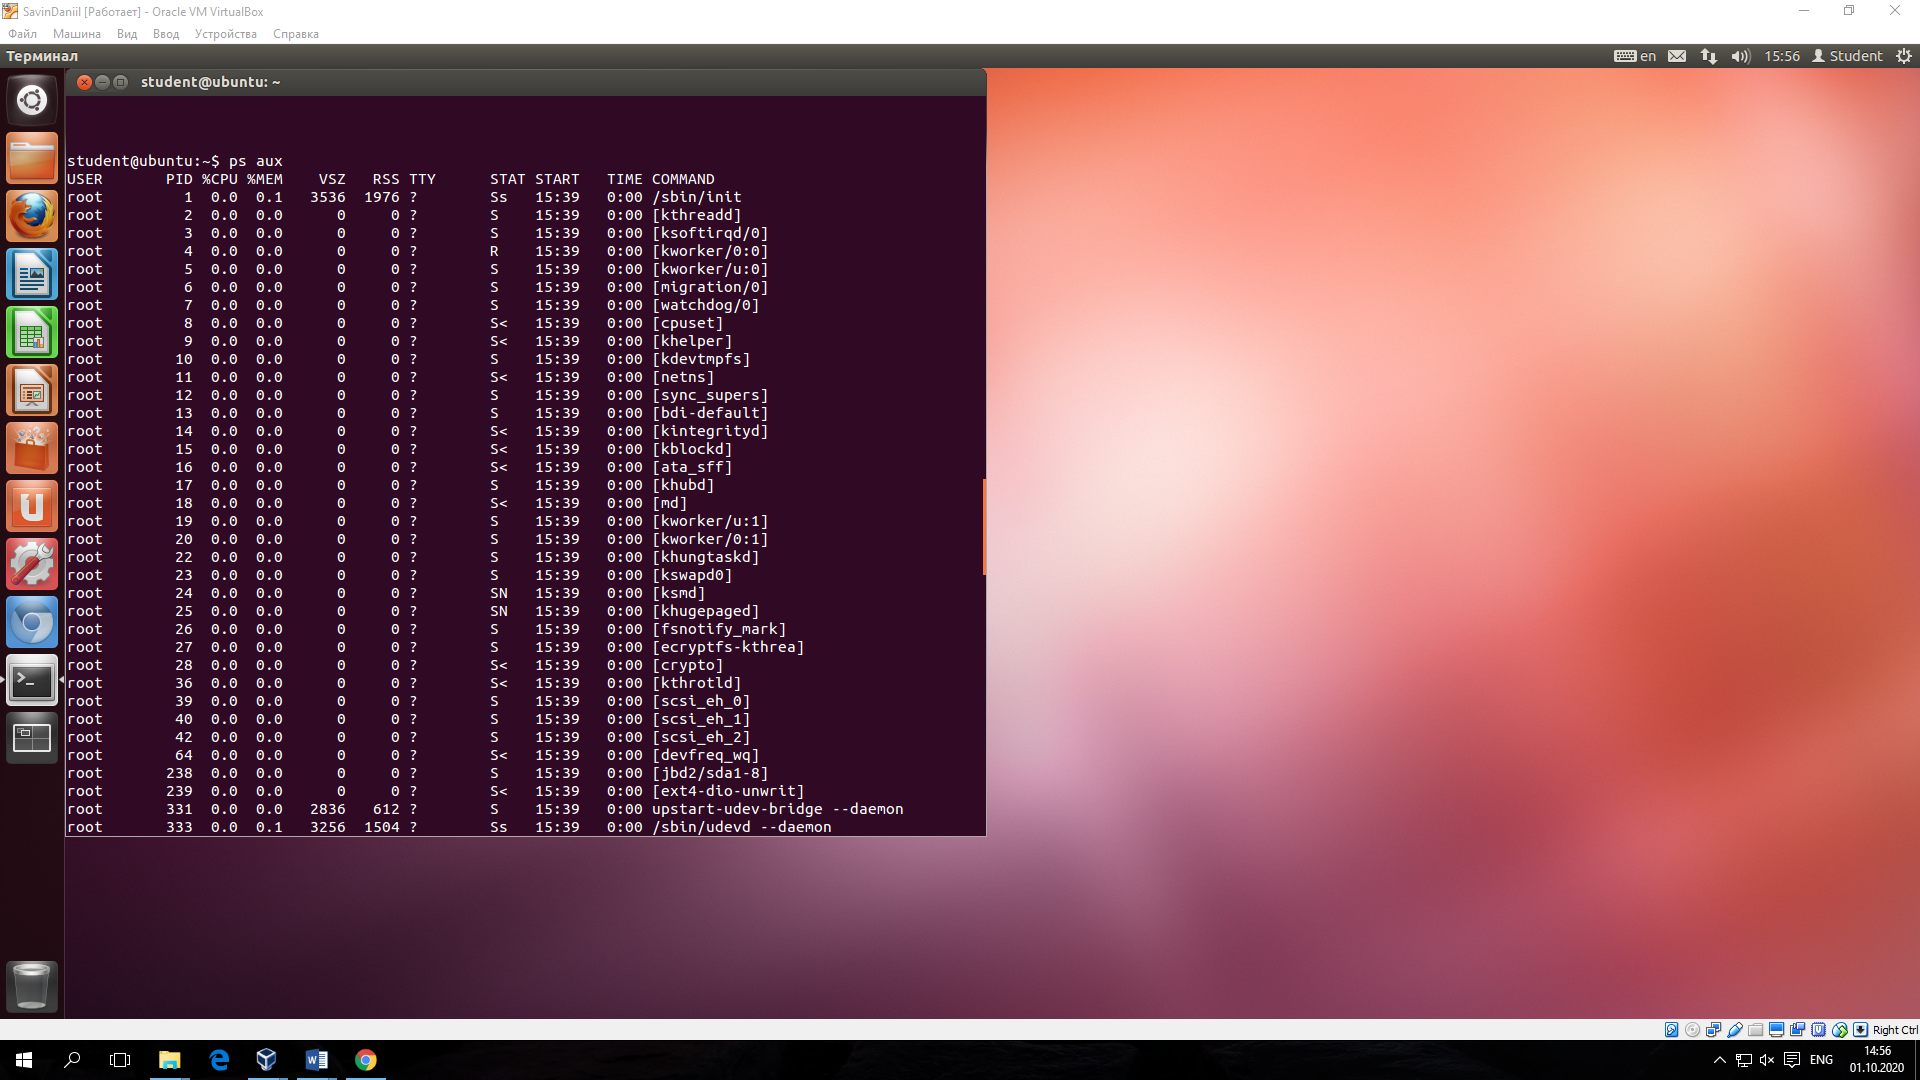 SavinDaniil [Работает] - Oracle VM VirtualBox
Файл Машина Вид Ввод Устройства Справка
Терминал en 15:56 Student
student@ubuntu: ~
student@ubuntu:~$ ps aux
USER PID %CPU %MEM VSZ RSS TTY STAT START TIME COMMAND
root 1 0.0 0.1 3536 1976 ? Ss 15:39 0:00 /sbin/init
root 2 0.0 0.0 0 0 ? S 15:39 0:00 [kthreadd]
root 3 0.0 0.0 0 0 ? S 15:39 0:00 [ksoftirqd/0]
root 4 0.0 0.0 0 0 ? R 15:39 0:00 [kworker/0:0]
root 5 0.0 0.0 0 0 ? S 15:39 0:00 [kworker/u:0]
root 6 0.0 0.0 0 0 ? S 15:39 0:00 [migration/0]
root 7 0.0 0.0 0 0 ? S 15:39 0:00 [watchdog/0]
root 8 0.0 0.0 0 0 ? S< 15:39 0:00 [cpuset]
root 9 0.0 0.0 0 0 ? S< 15:39 0:00 [khelper]
root 10 0.0 0.0 0 0 ? S 15:39 0:00 [kdevtmpfs]
root 11 0.0 0.0 0 0 ? S< 15:39 0:00 [netns]
root 12 0.0 0.0 0 0 ? S 15:39 0:00 [sync_supers]
root 13 0.0 0.0 0 0 ? S 15:39 0:00 [bdi-default]
root 14 0.0 0.0 0 0 ? S< 15:39 0:00 [kintegrityd]
root 15 0.0 0.0 0 0 ? S< 15:39 0:00 [kblockd]
root 16 0.0 0.0 0 0 ? S< 15:39 0:00 [ata_sff]
root 17 0.0 0.0 0 0 ? S 15:39 0:00 [khubd]
root 18 0.0 0.0 0 0 ? S< 15:39 0:00 [md]
root 19 0.0 0.0 0 0 ? S 15:39 0:00 [kworker/u:1]
root 20 0.0 0.0 0 0 ? S 15:39 0:00 [kworker/0:1]
root 22 0.0 0.0 0 0 ? S 15:39 0:00 [khungtaskd]
root 23 0.0 0.0 0 0 ? S 15:39 0:00 [kswapd0]
root 24 0.0 0.0 0 0 ? SN 15:39 0:00 [ksmd]
root 25 0.0 0.0 0 0 ? SN 15:39 0:00 [khugepaged]
root 26 0.0 0.0 0 0 ? S 15:39 0:00 [fsnotify_mark]
root 27 0.0 0.0 0 0 ? S 15:39 0:00 [ecryptfs-kthrea]
root 28 0.0 0.0 0 0 ? S< 15:39 0:00 [crypto]
root 36 0.0 0.0 0 0 ? S< 15:39 0:00 [kthrotld]
root 39 0.0 0.0 0 0 ? S 15:39 0:00 [scsi_eh_0]
root 40 0.0 0.0 0 0 ? S 15:39 0:00 [scsi_eh_1]
root 42 0.0 0.0 0 0 ? S 15:39 0:00 [scsi_eh_2]
root 64 0.0 0.0 0 0 ? S< 15:39 0:00 [devfreq_wq]
root 238 0.0 0.0 0 0 ? S 15:39 0:00 [jbd2/sda1-8]
root 239 0.0 0.0 0 0 ? S< 15:39 0:00 [ext4-dio-unwrit]
root 331 0.0 0.0 2836 612 ? S 15:39 0:00 upstart-udev-bridge --daemon
root 333 0.0 0.1 3256 1504 ? Ss 15:39 0:00 /sbin/udevd --daemon
Right Ctrl
ENG
14:56
01.10.2020